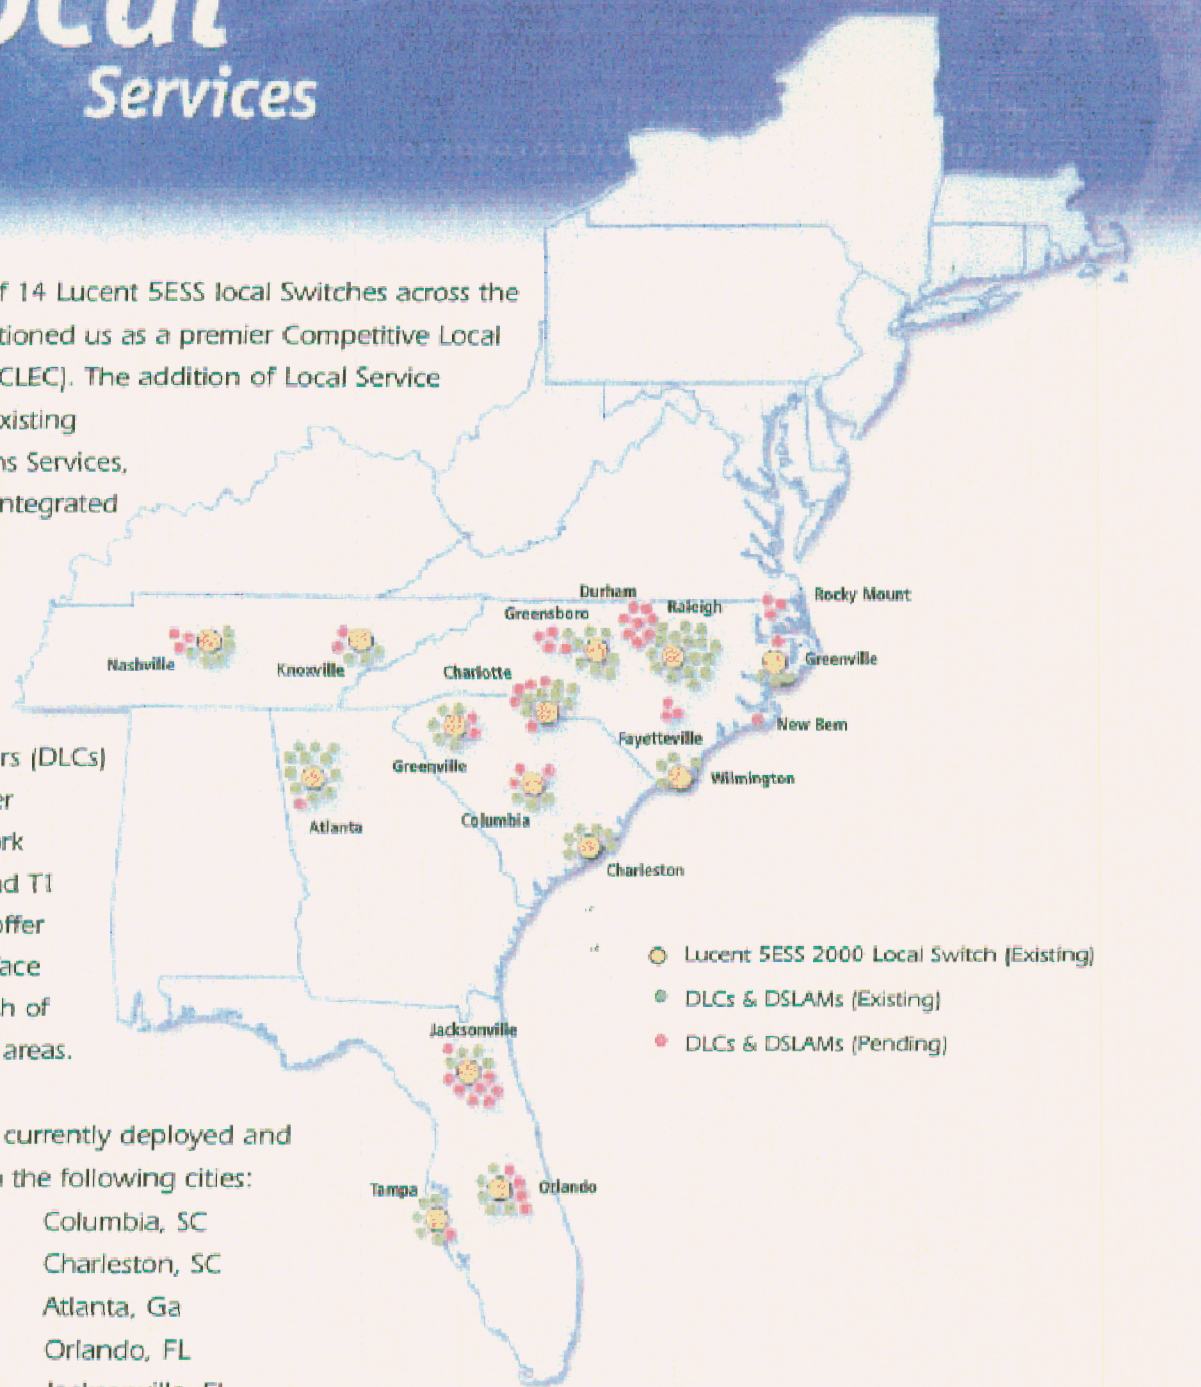 Services
14 Lucent 5ESS local Switches across the
tioned us as a premier Competitive Local
CLEC). The addition of Local Service
xisting
ns Services,
ntegrated
Durham
Rocky Mount
Greensboro
Raleigh
Nashville
Knoxville
Charlotte
Greenville
New Bern
Fayetteville
Greenville
Wilmington
Columbia
Atlanta
Charleston
rs (DLCs)
er
ork
nd T1
offer
ace
h of
areas.
Lucent 5ESS 2000 Local Switch (Existing)
DLCs & DSLAMs (Existing)
DLCs & DSLAMs (Pending)
Jacksonville
currently deployed and
the following cities:
Tampa
Orlando
Columbia, SC
Charleston, SC
Atlanta, Ga
Orlando, FL